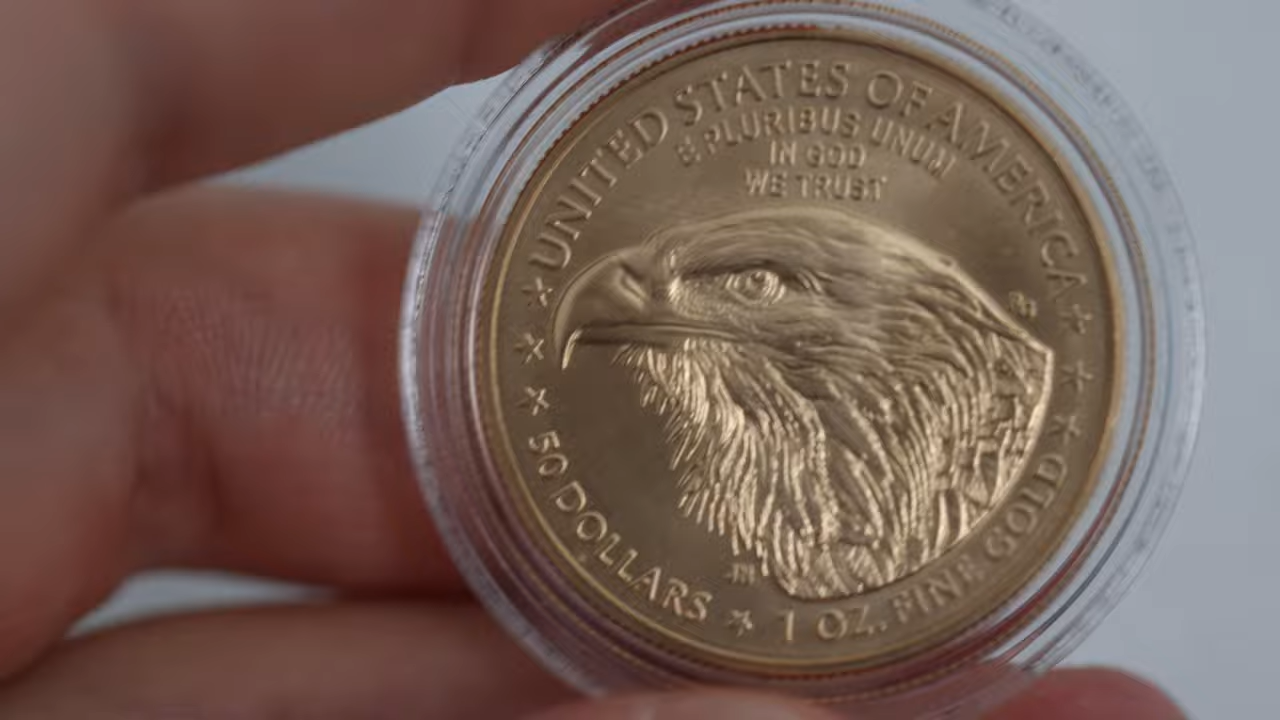 UNITED STATES OF AMERICA
E PLURIBUS UNUM
IN GOD
WE TRUST
50 DOLLARS
1 OZ. FINE GOLD